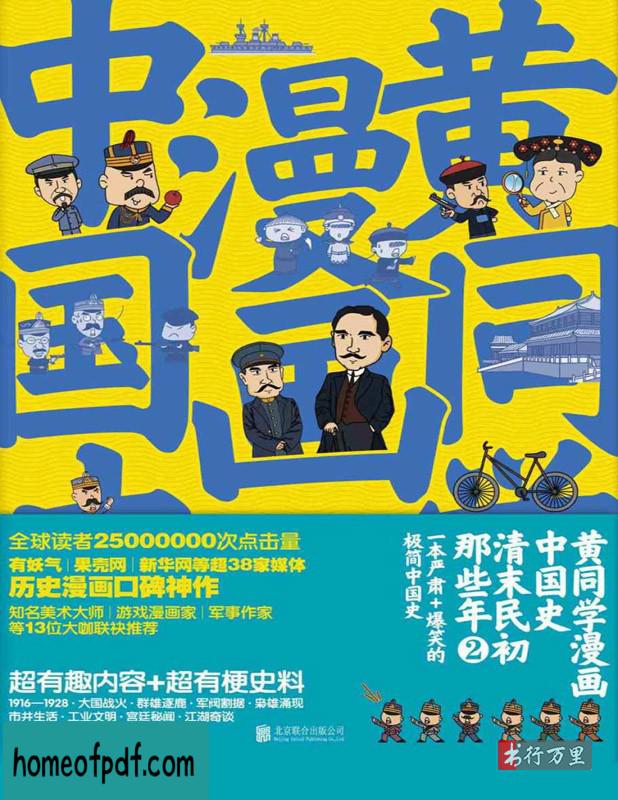 黄同学
漫画
中国史
全球读者25000000次点击量
有妖气|果壳网|新华网等超38家媒体
历史漫画口碑神作
知名美术大师|游戏漫画家|军事作家
等13位大咖联袂推荐
超有趣内容+超有梗史料
1916—1928·大国战火·群雄逐鹿·军阀割据·枭雄涌现
市井生活·工业文明·宫廷秘闻·江湖奇谈
黄同学漫画
中国史
清末民初
那些年②
一本严肃+爆笑的
极简中国史
北京联合出版公司
Beijing United Publishing Co.,Ltd.
书行万里
homeofpdf.com